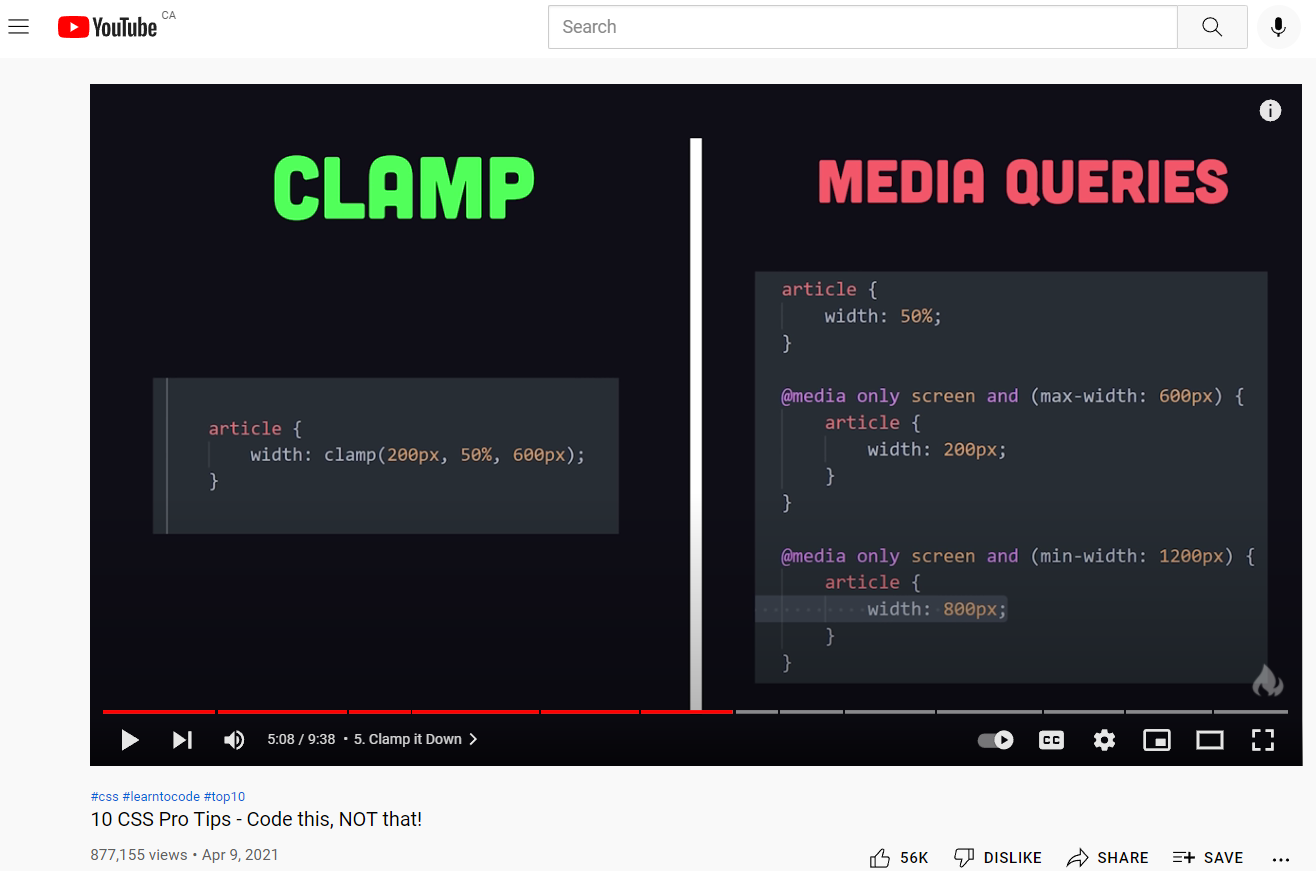 YouTube CA
Search
CLAMP
MEDIA QUERIES
article {
width: clamp(200px, 50%, 600px);
}
article {
width: 50%;
}
@media only screen and (max-width: 600px) {
article {
width: 200px;
}
}
@media only screen and (min-width: 1200px) {
article {
width: 800px;
}
}
5:08 / 9:38 • 5. Clamp it Down
CC
#css #learntocode #top10
10 CSS Pro Tips - Code this, NOT that!
877,155 views • Apr 9, 2021
56K DISLIKE SHARE SAVE ...